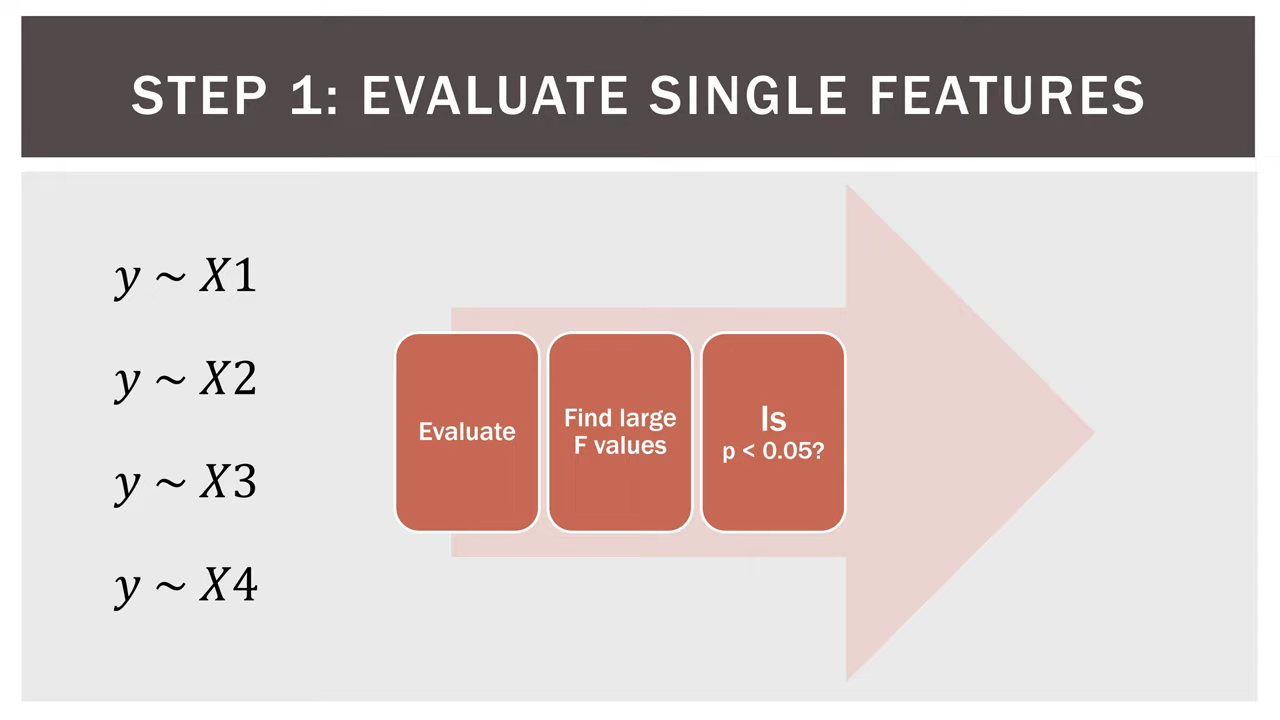 STEP 1: EVALUATE SINGLE FEATURES
y ~ X1
y ~ X2
y ~ X3
y ~ X4
Evaluate
Find large
F values
Is
p < 0.05?